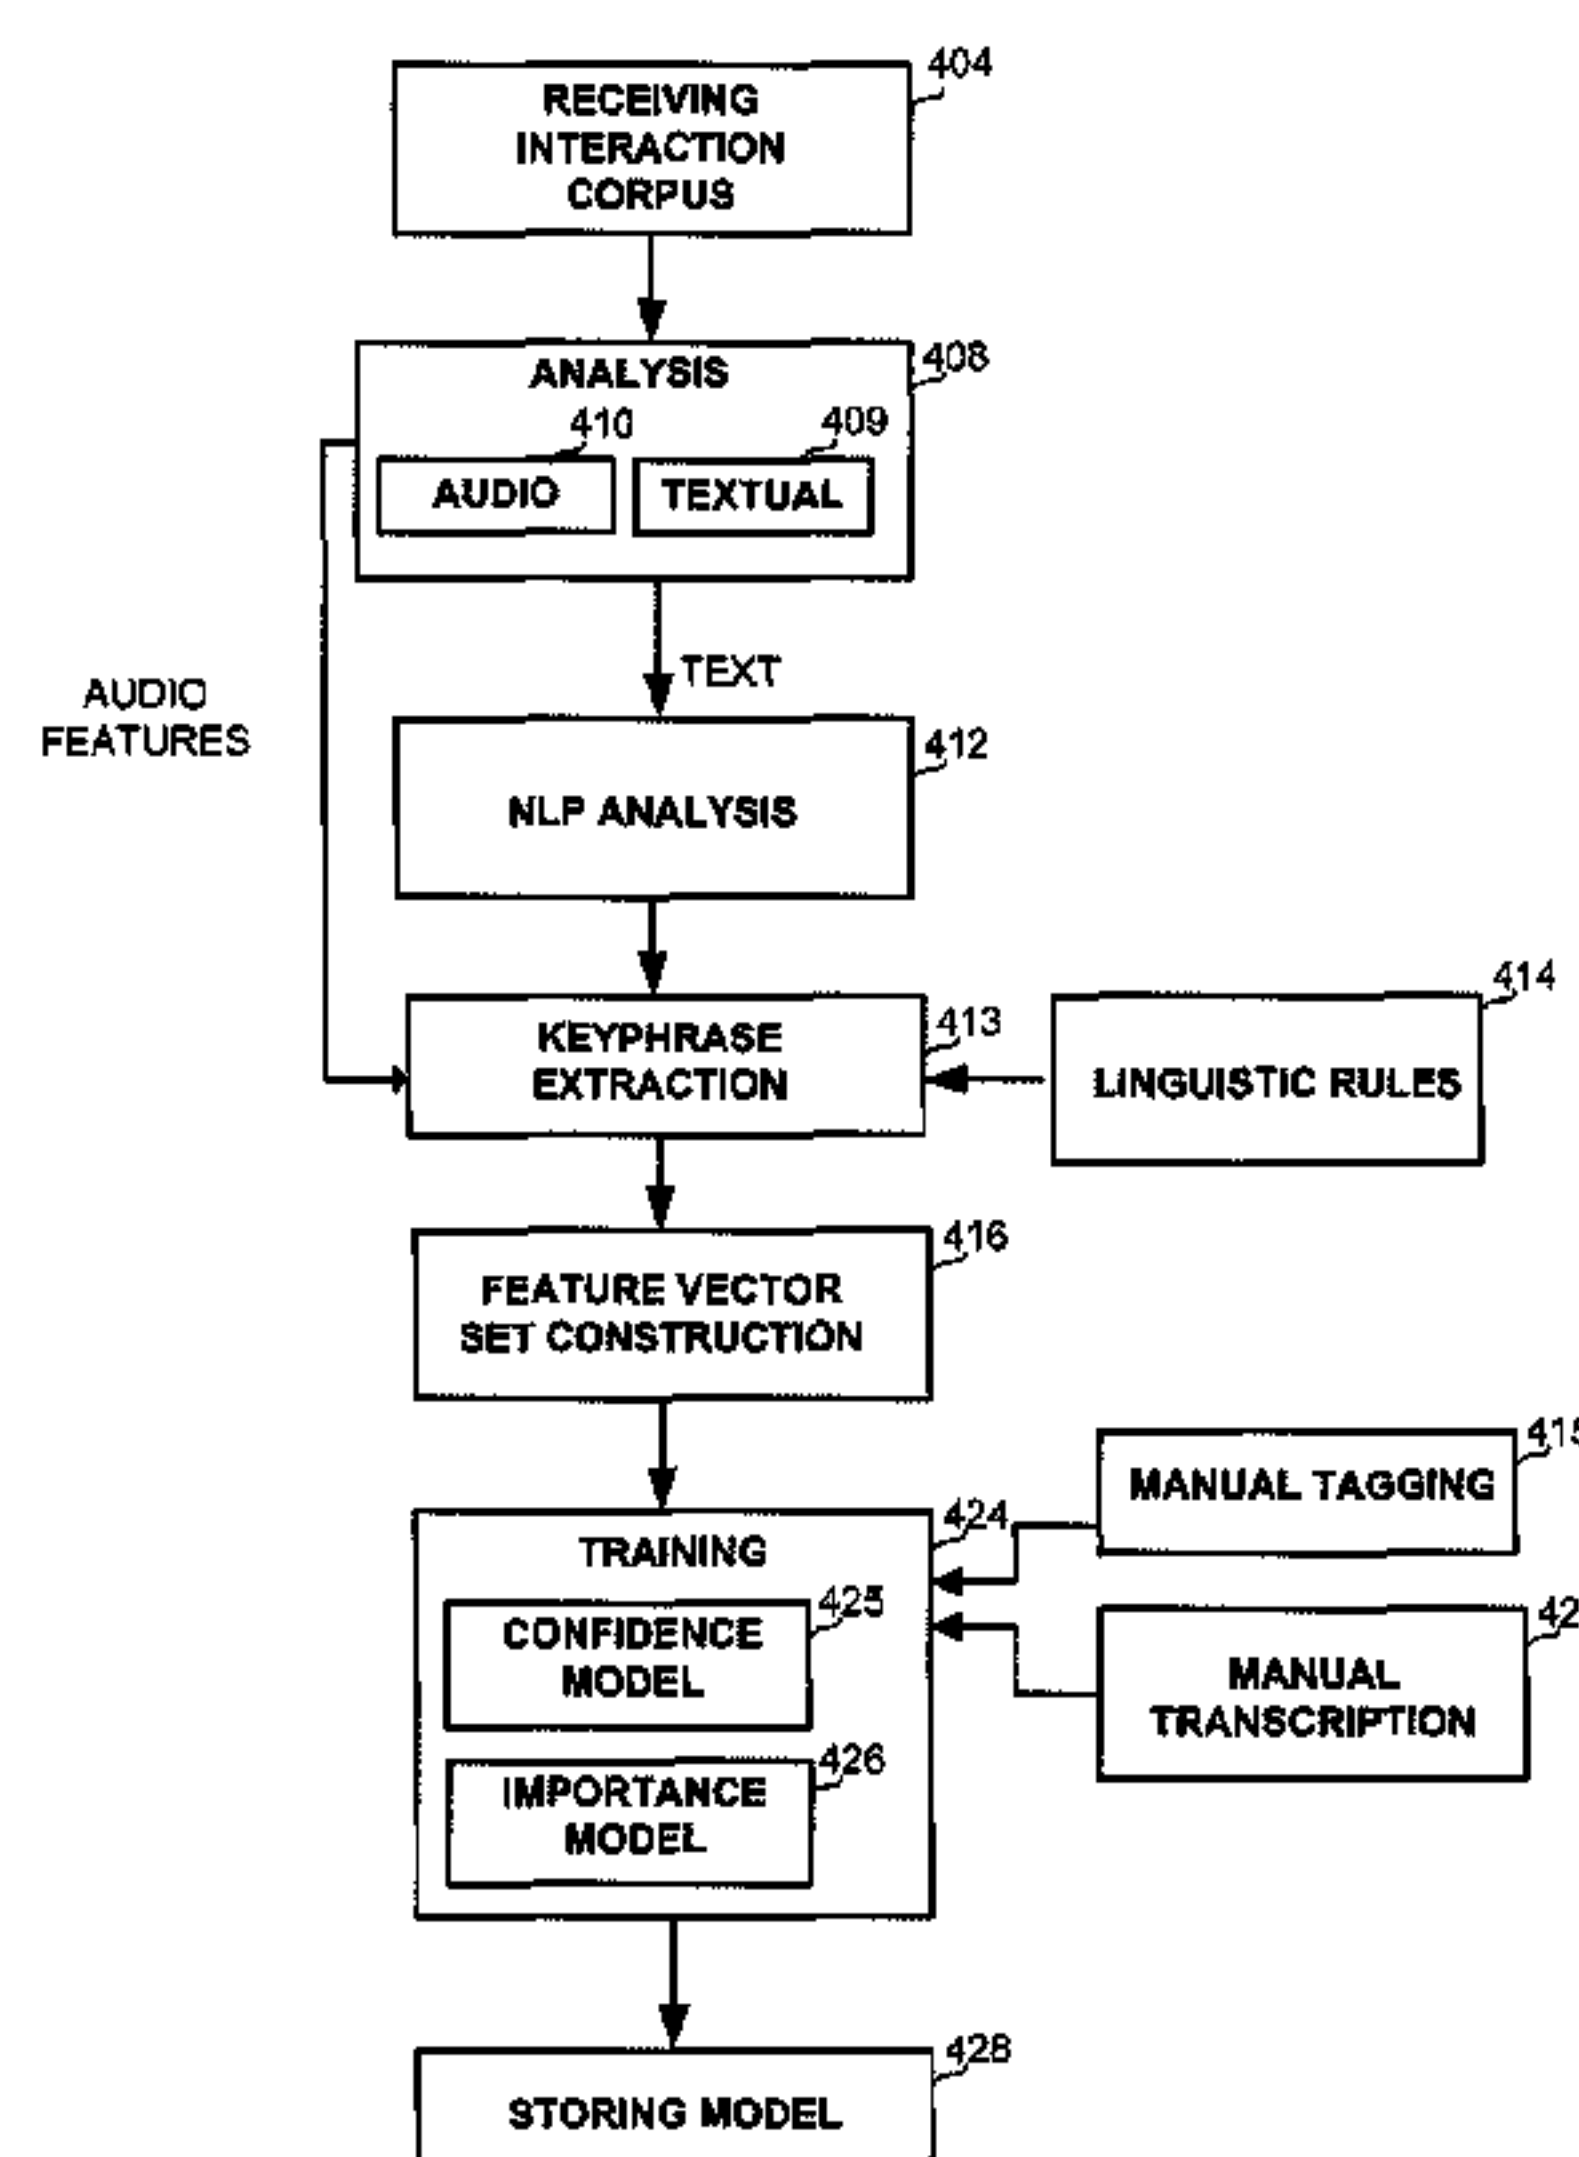 404
RECEIVING
INTERACTION
CORPUS
408
ANALYSIS
410
409
AUDIO
TEXTUAL
TEXT
AUDIO
FEATURES
412
NLP ANALYSIS
414
413
KEYPHRASE
EXTRACTION
LINGUISTIC RULES
416
FEATURE VECTOR
SET CONSTRUCTION
415
MANUAL TAGGING
424
TRAINING
425
CONFIDENCE
MODEL
42
MANUAL
TRANSCRIPTION
426
IMPORTANCE
MODEL
428
STORING MODEL